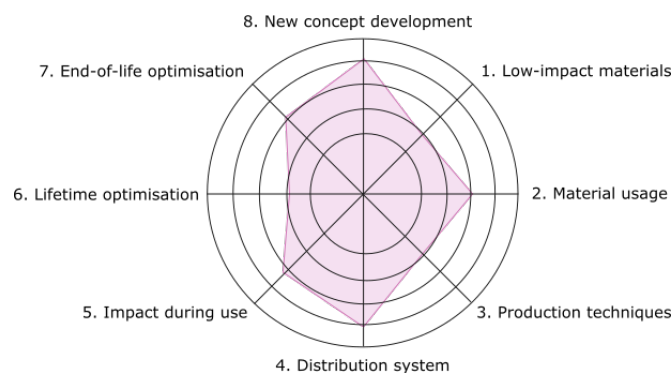 8. New concept development
7. End-of-life optimisation
1. Low-impact materials
6. Lifetime optimisation
2. Material usage
5. Impact during use
3. Production techniques
4. Distribution system